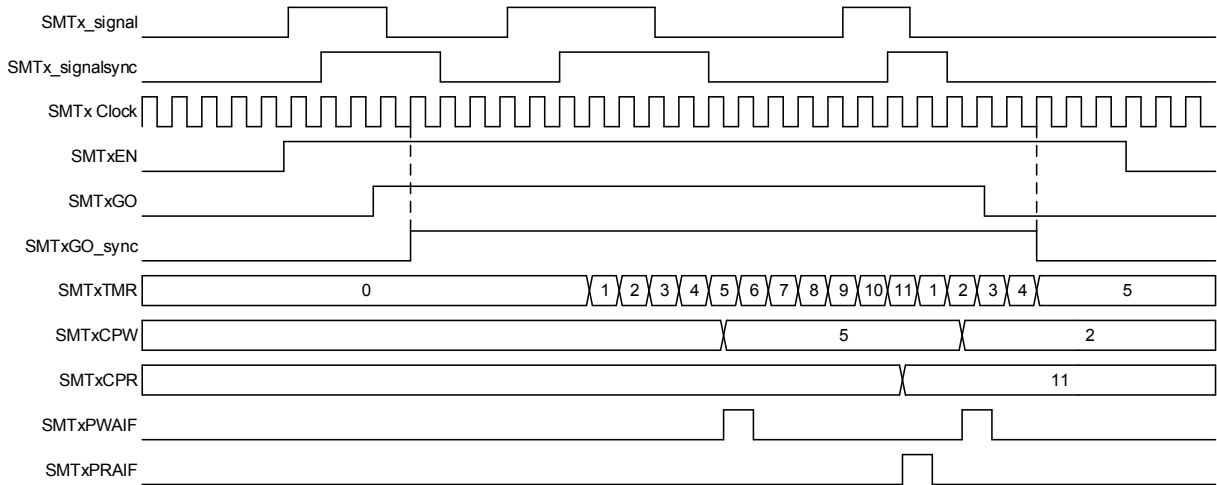 SMTx_signal
SMTx_signalsync
SMTx Clock
SMTxEN
SMTxGO
SMTxGO_sync
SMTxTMR 0 1 2 3 4 5 6 7 8 9 10 11 1 2 3 4 5
SMTxCPW 5 2
SMTxCPR 11
SMTxPWAIF
SMTxPRAIF